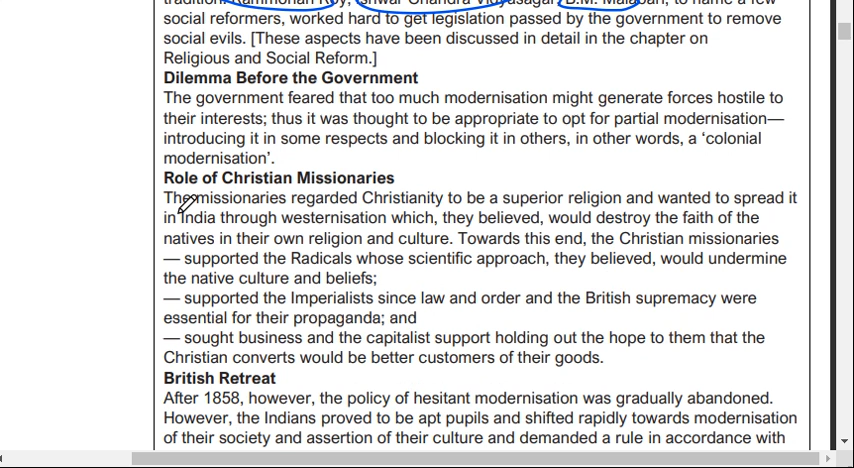 social reformers, worked hard to get legislation passed by the government to remove
social evils. [These aspects have been discussed in detail in the chapter on
Religious and Social Reform.]
Dilemma Before the Government
The government feared that too much modernisation might generate forces hostile to
their interests; thus it was thought to be appropriate to opt for partial modernisation—
introducing it in some respects and blocking it in others, in other words, a ‘colonial
modernisation’.
Role of Christian Missionaries
The missionaries regarded Christianity to be a superior religion and wanted to spread it
in India through westernisation which, they believed, would destroy the faith of the
natives in their own religion and culture. Towards this end, the Christian missionaries
— supported the Radicals whose scientific approach, they believed, would undermine
the native culture and beliefs;
— supported the Imperialists since law and order and the British supremacy were
essential for their propaganda; and
— sought business and the capitalist support holding out the hope to them that the
Christian converts would be better customers of their goods.
British Retreat
After 1858, however, the policy of hesitant modernisation was gradually abandoned.
However, the Indians proved to be apt pupils and shifted rapidly towards modernisation
of their society and assertion of their culture and demanded a rule in accordance with